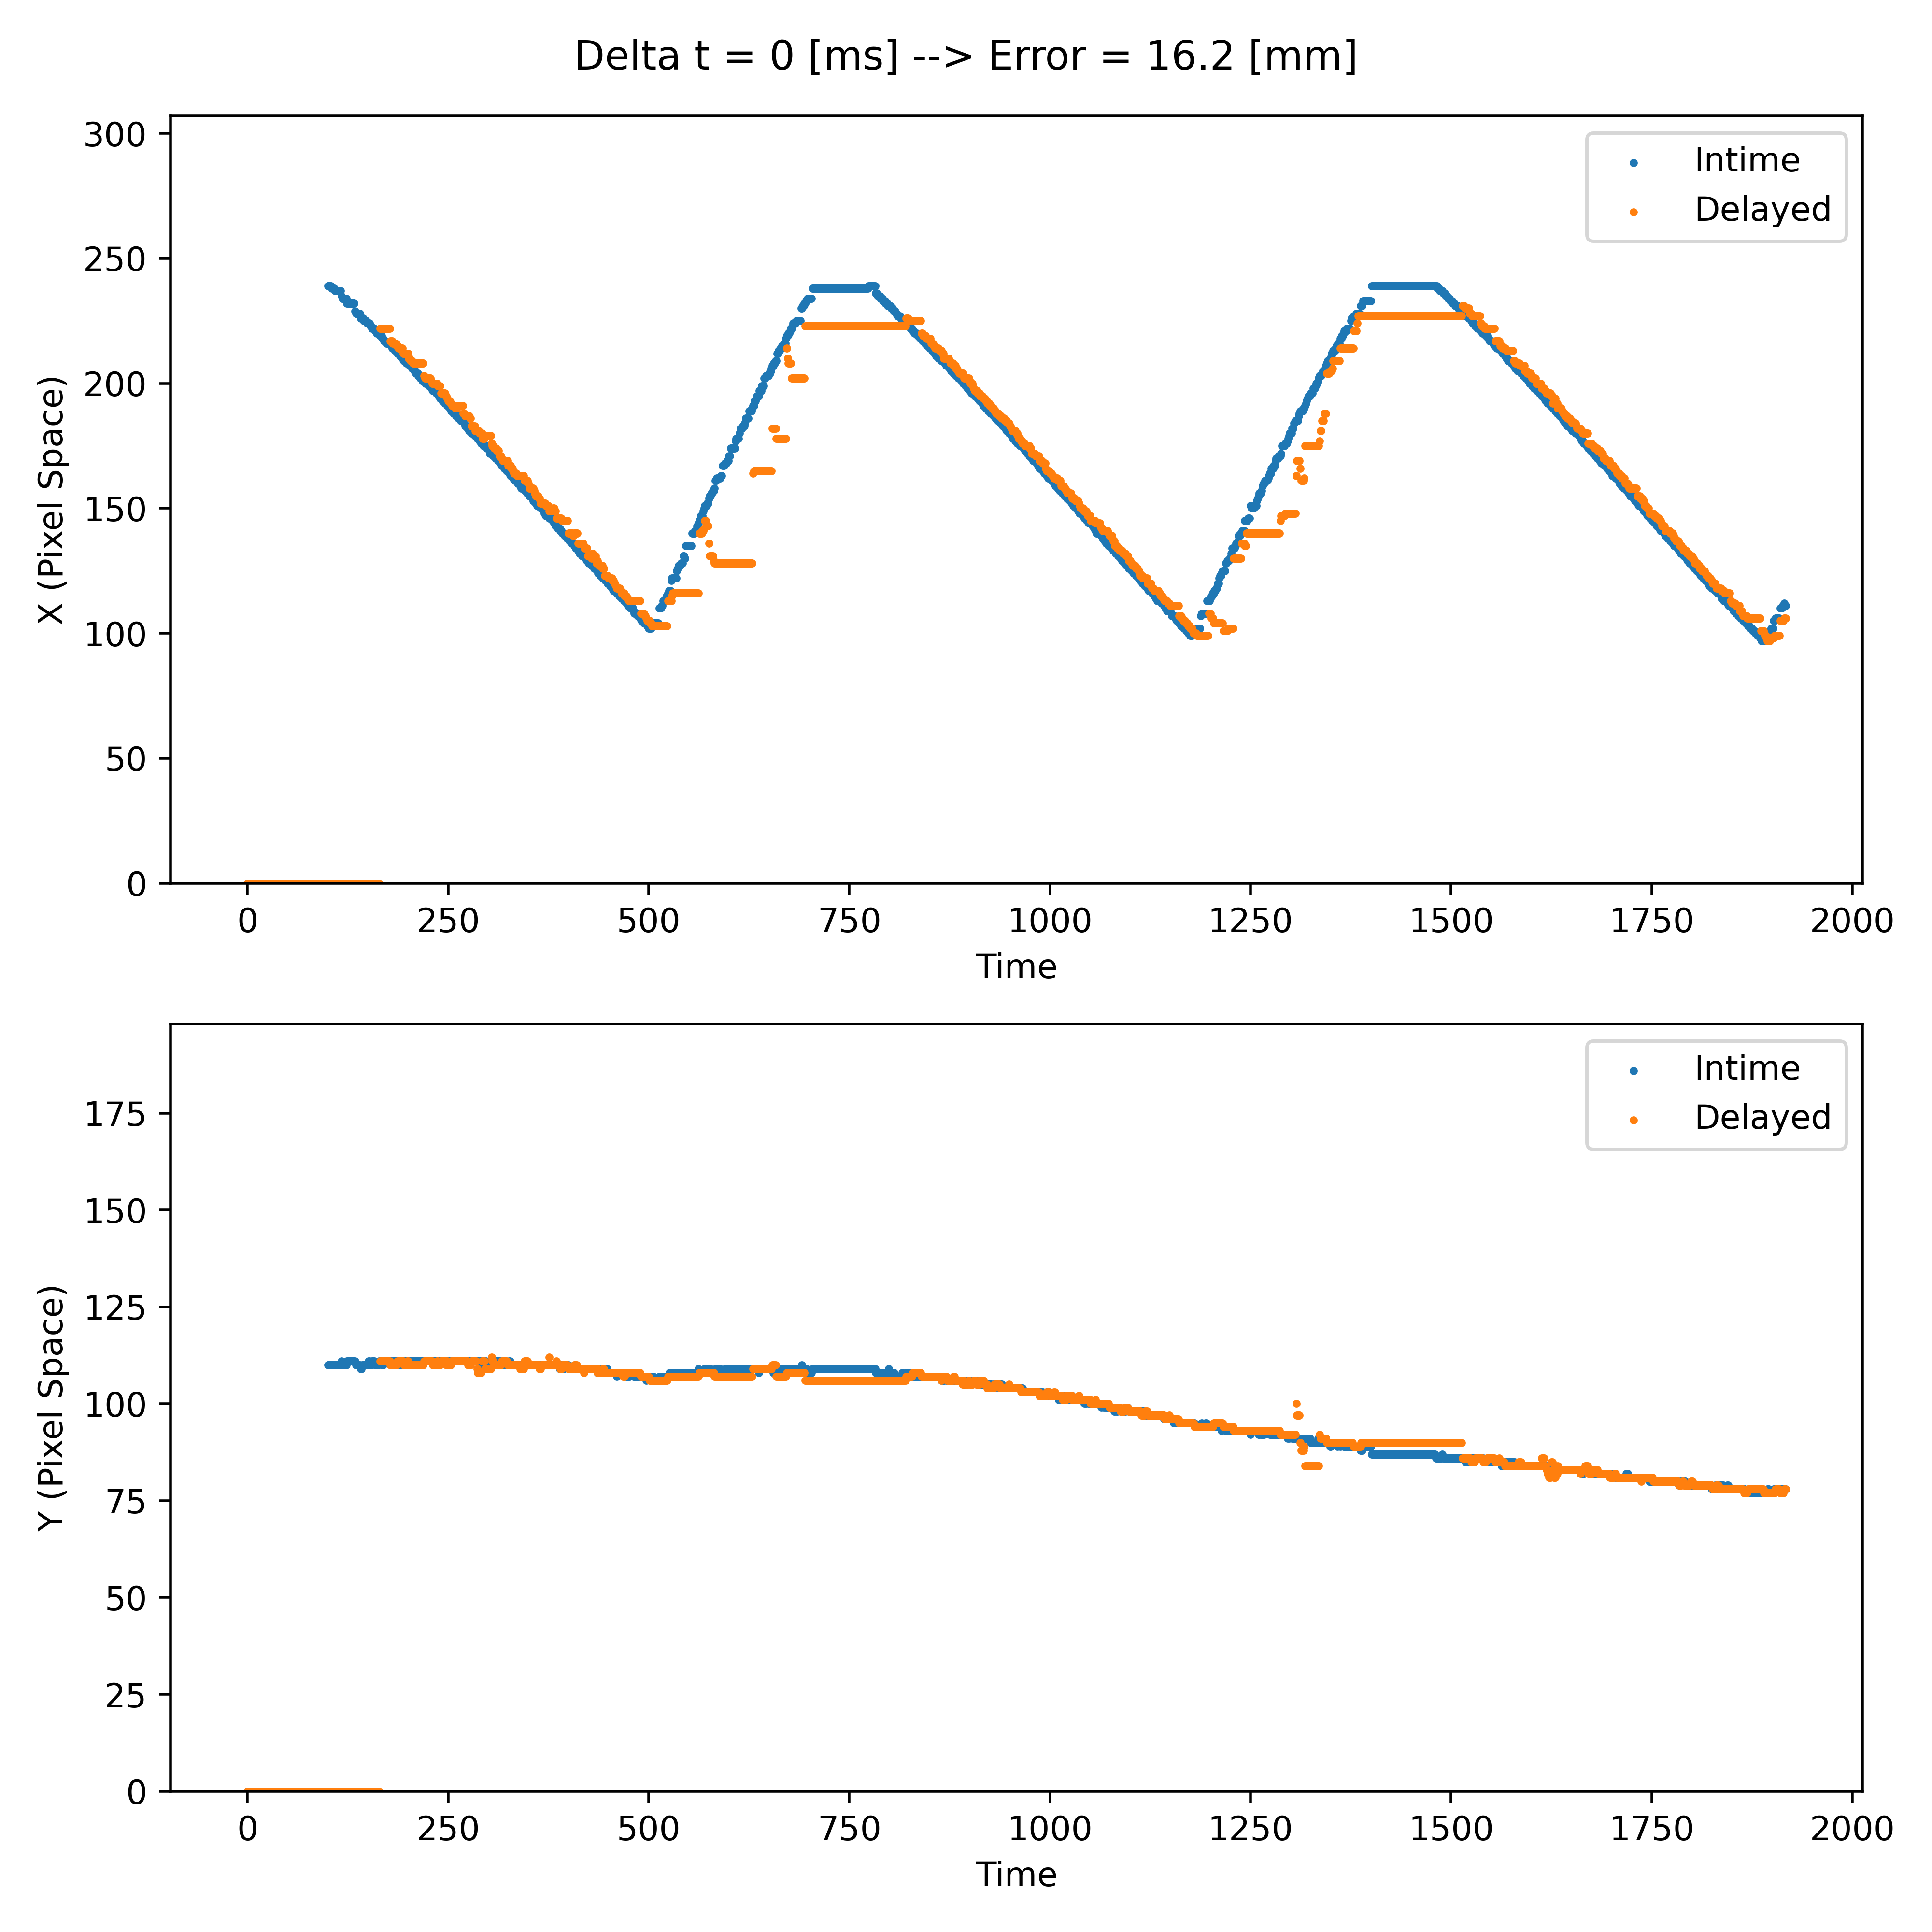 Delta t = 0 [ms] --> Error = 16.2 [mm]
300
250
200
150
100
50
0
X (Pixel Space)
Intime
Delayed
0 250 500 750 1000 1250 1500 1750 2000
Time
175
150
125
100
75
50
25
0
Y (Pixel Space)
Intime
Delayed
0 250 500 750 1000 1250 1500 1750 2000
Time